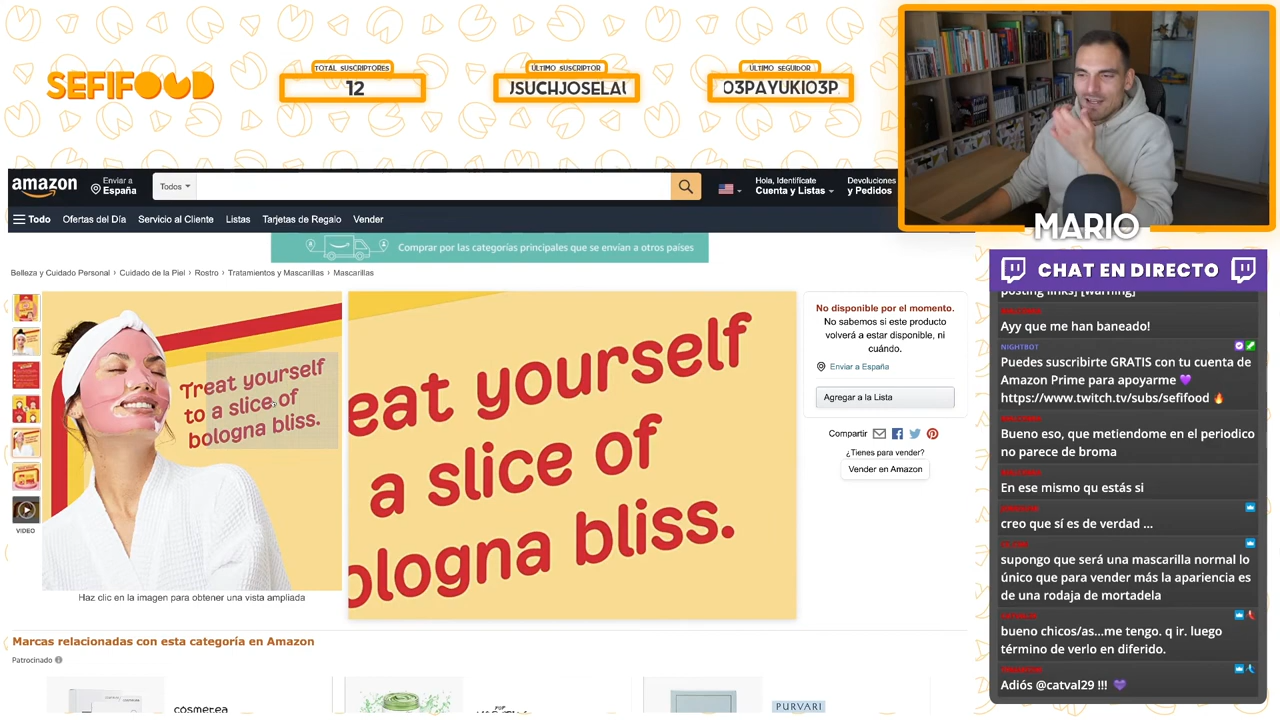 SEFIFOOD
TOTAL SUSCRIPTORES
12
ÚLTIMO SUSCRIPTOR
JSUCHJOSELAU
ÚLTIMO SEGUIDOR
O3PAYUKIO3P
amazon
Enviar a
España
Todos
Hola, Identifícate
Cuenta y Listas
Devoluciones
y Pedidos
Todo
Ofertas del Día
Servicio al Cliente
Listas
Tarjetas de Regalo
Vender
Comprar por las categorías principales que se envían a otros países
Belleza y Cuidado Personal › Cuidado de la Piel › Rostro › Tratamientos y Mascarillas › Mascarillas
Treat yourself
to a slice of
bologna bliss.
VIDEO
Haz clic en la imagen para obtener una vista ampliada
eat yourself
a slice of
ologna bliss.
No disponible por el momento.
No sabemos si este producto
volverá a estar disponible, ni
cuándo.
Enviar a España
Agregar a la Lista
Compartir
¿Tienes para vender?
Vender en Amazon
Marcas relacionadas con esta categoría en Amazon
Patrocinado
cosmetea
PURVARI
MARIO
CHAT EN DIRECTO
posting links] [warning]
Ayy que me han baneado!
NIGHTBOT
Puedes suscribirte GRATIS con tu cuenta de
Amazon Prime para apoyarme 💜
https://www.twitch.tv/subs/sefifood 🔥
Bueno eso, que metiendome en el periodico
no parece de broma
En ese mismo qu estás si
creo que sí es de verdad ...
supongo que será una mascarilla normal lo
único que para vender más la apariencia es
de una rodaja de mortadela
bueno chicos/as...me tengo. q ir. luego
término de verlo en diferido.
Adiós @catval29 !!! 💜